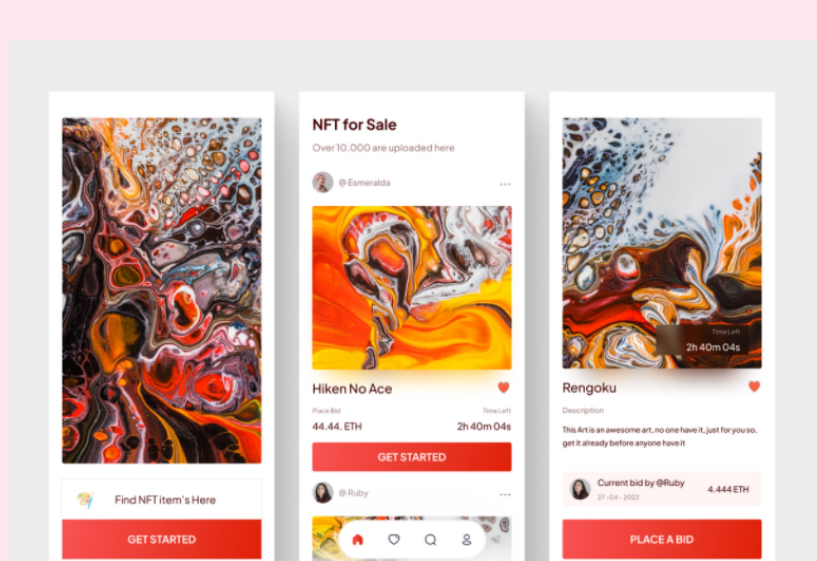 Find NFT item's Here
GET STARTED
NFT for Sale
Over 10.000 are uploaded here
@Esmeralda
Hiken No Ace
Place Bid
Time Left
44.44. ETH
2h 40m 04s
GET STARTED
@Ruby
Time Left
2h 40m 04s
Rengoku
Description
This Art is an awesome art, no one have it, just for you so,
get it already before anyone have it
Current bid by @Ruby
27-04-2022
4.444 ETH
PLACE A BID